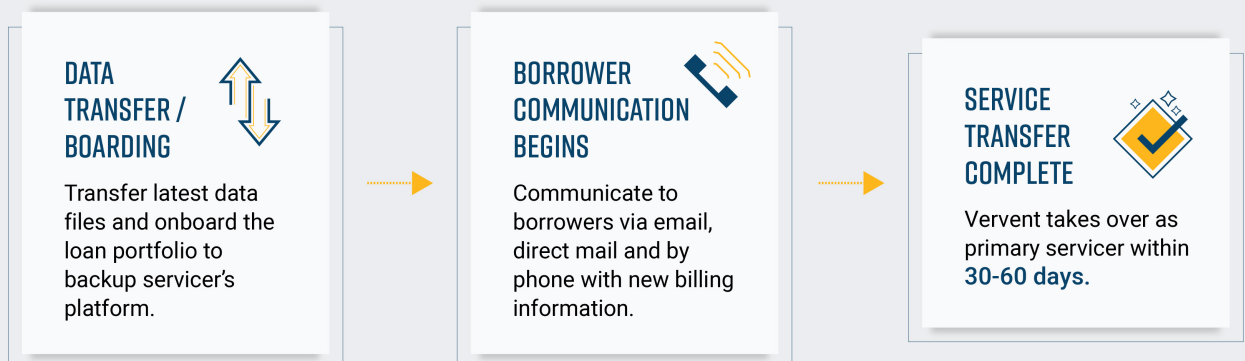 DATA
TRANSFER /
BOARDING
Transfer latest data
files and onboard the
loan portfolio to
backup servicer's
platform.
BORROWER
COMMUNICATION
BEGINS
Communicate to
borrowers via email,
direct mail and by
phone with new billing
information.
SERVICE
TRANSFER
COMPLETE
Vervent takes over as
primary servicer within
30-60 days.